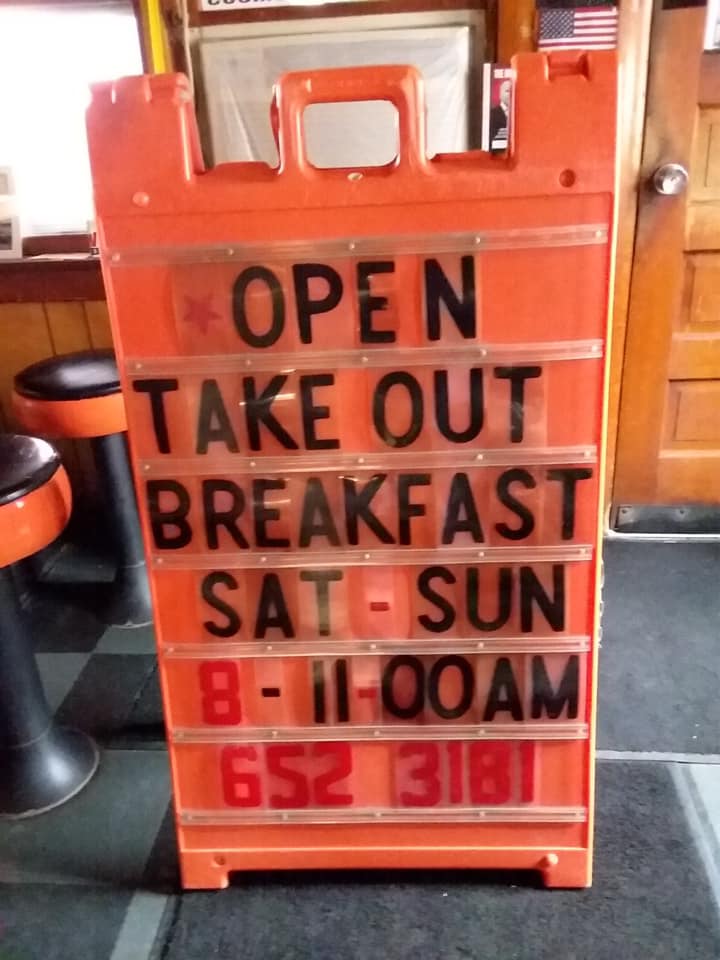 OPEN
TAKE OUT
BREAKFAST
SAT - SUN
8 - 11-00AM
652 3181